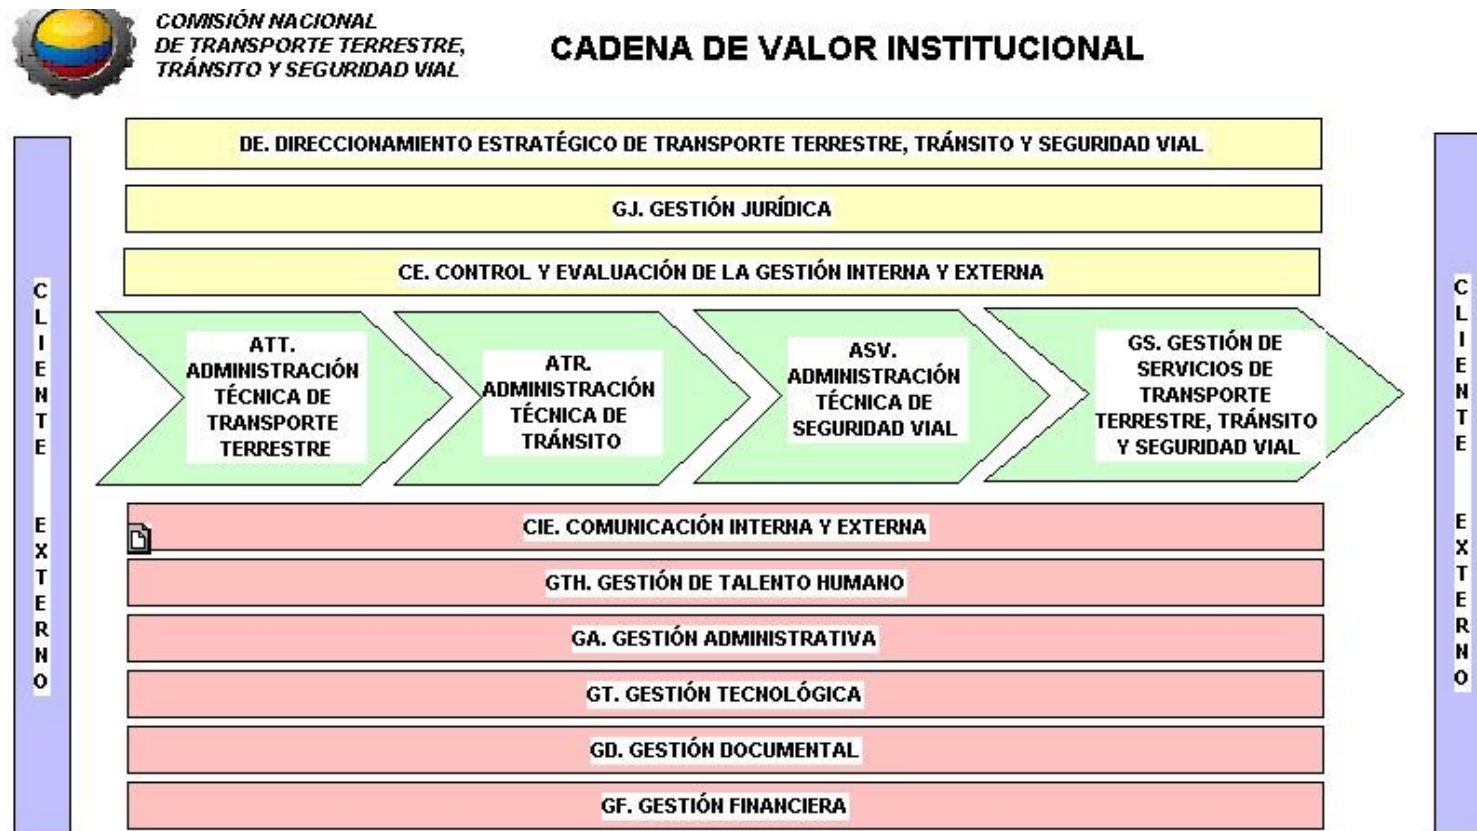 COMISIÓN NACIONAL
DE TRANSPORTE TERRESTRE,
TRÁNSITO Y SEGURIDAD VIAL
CADENA DE VALOR INSTITUCIONAL
DE. DIRECCIONAMIENTO ESTRATÉGICO DE TRANSPORTE TERRESTRE, TRÁNSITO Y SEGURIDAD VIAL
GJ. GESTIÓN JURÍDICA
CE. CONTROL Y EVALUACIÓN DE LA GESTIÓN INTERNA Y EXTERNA
CLIENTE EXTERNO
ATT.
ADMINISTRACIÓN
TÉCNICA DE
TRANSPORTE
TERRESTRE
ATR.
ADMINISTRACIÓN
TÉCNICA DE
TRÁNSITO
ASV.
ADMINISTRACIÓN
TÉCNICA DE
SEGURIDAD VIAL
GS. GESTIÓN DE
SERVICIOS DE
TRANSPORTE
TERRESTRE, TRÁNSITO
Y SEGURIDAD VIAL
CLIENTE EXTERNO
CIE. COMUNICACIÓN INTERNA Y EXTERNA
GTH. GESTIÓN DE TALENTO HUMANO
GA. GESTIÓN ADMINISTRATIVA
GT. GESTIÓN TECNOLÓGICA
GD. GESTIÓN DOCUMENTAL
GF. GESTIÓN FINANCIERA